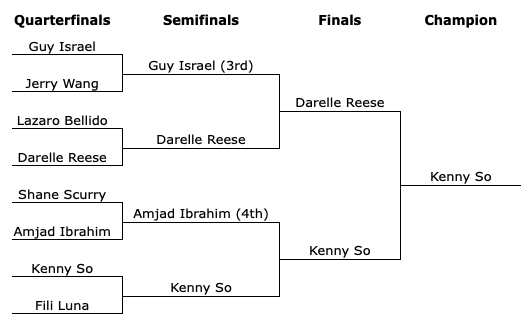 Quarterfinals Semifinals Finals Champion
Guy Israel
Guy Israel (3rd)
Jerry Wang
Darelle Reese
Lazaro Bellido
Darelle Reese
Darelle Reese
Kenny So
Shane Scurry
Amjad Ibrahim (4th)
Amjad Ibrahim
Kenny So
Kenny So
Kenny So
Fili Luna